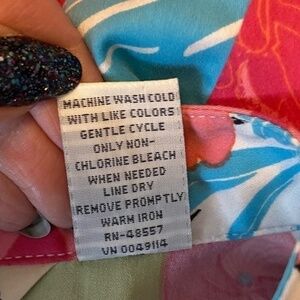 MACHINE WASH COLD
WITH LIKE COLORS
GENTLE CYCLE
ONLY NON-
CHLORINE BLEACH
WHEN NEEDED
LINE DRY
REMOVE PROMPTLY
WARM IRON
RN-48557
VN 0049114